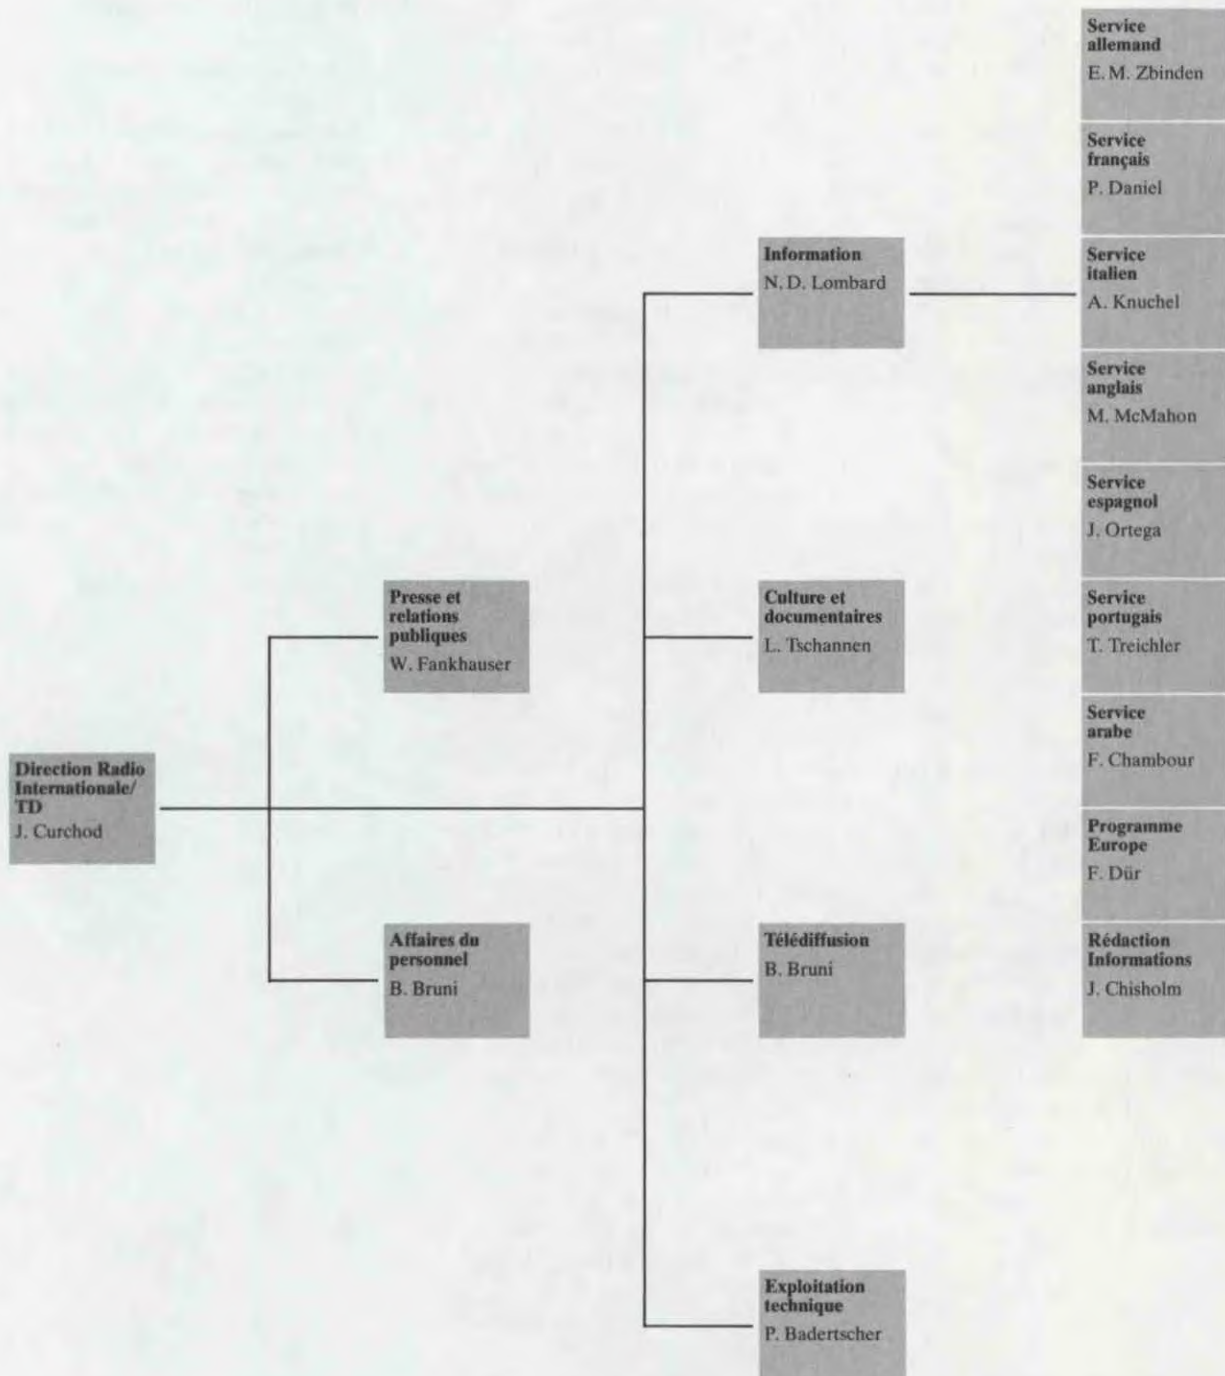 Direction Radio
Internationale/
TD
J. Curchod
Presse et
relations
publiques
W. Fankhauser
Affaires du
personnel
B. Bruni
Information
N. D. Lombard
Culture et
documentaires
L. Tschannen
Télédiffusion
B. Bruni
Exploitation
technique
P. Badertscher
Service
allemand
E. M. Zbinden
Service
français
P. Daniel
Service
italien
A. Knuchel
Service
anglais
M. McMahon
Service
espagnol
J. Ortega
Service
portugais
T. Treichler
Service
arabe
F. Chambour
Programme
Europe
F. Dür
Rédaction
Informations
J. Chisholm